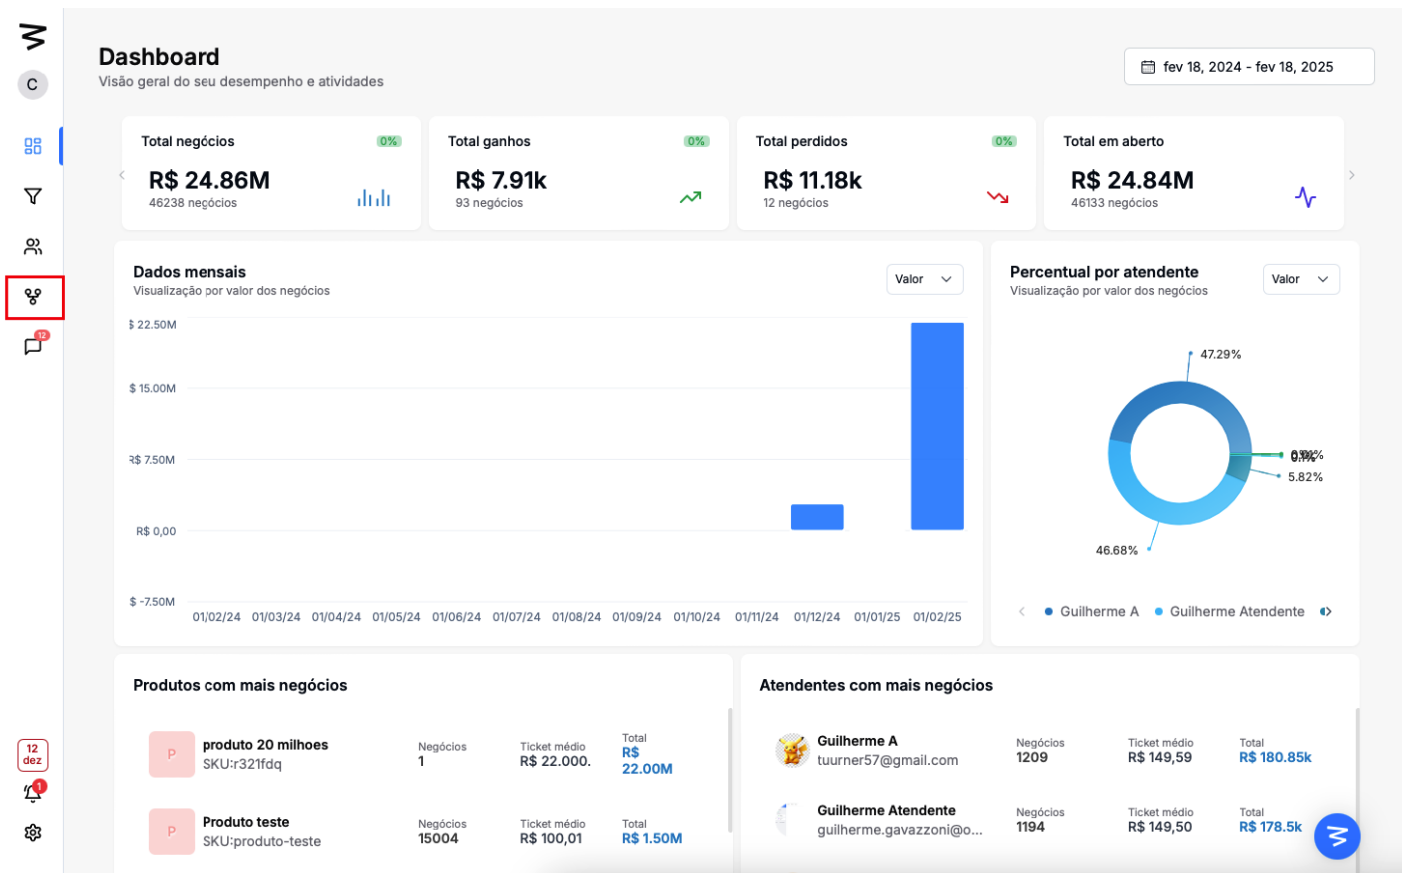 Dashboard
Visão geral do seu desempenho e atividades
fev 18, 2024 - fev 18, 2025
C
Total negócios
0%
R$ 24.86M
46238 negócios
Total ganhos
0%
R$ 7.91k
93 negócios
Total perdidos
0%
R$ 11.18k
12 negócios
Total em aberto
R$ 24.84M
46133 negócios
12
Dados mensais
Visualização por valor dos negócios
Valor
$ 22.50M
$ 15.00M
R$ 7.50M
R$ 0,00
$ -7.50M
01/02/24 01/03/24 01/04/24 01/05/24 01/06/24 01/07/24 01/08/24 01/09/24 01/10/24 01/11/24 01/12/24 01/01/25 01/02/25
Percentual por atendente
Visualização por valor dos negócios
Valor
47.29%
5.82%
46.68%
Guilherme A
Guilherme Atendente
Produtos com mais negócios
P
produto 20 milhoes
SKU:r321fdq
Negócios
1
Ticket médio
R$ 22.000.
Total
R$
22.00M
P
Produto teste
SKU:produto-teste
Negócios
15004
Ticket médio
R$ 100,01
Total
R$ 1.50M
Atendentes com mais negócios
Guilherme A
tuurner57@gmail.com
Negócios
1209
Ticket médio
R$ 149,59
Total
R$ 180.85k
Guilherme Atendente
guilherme.gavazzoni@o...
Negócios
1194
Ticket médio
R$ 149,50
Total
R$ 178.5k
12
dez
1